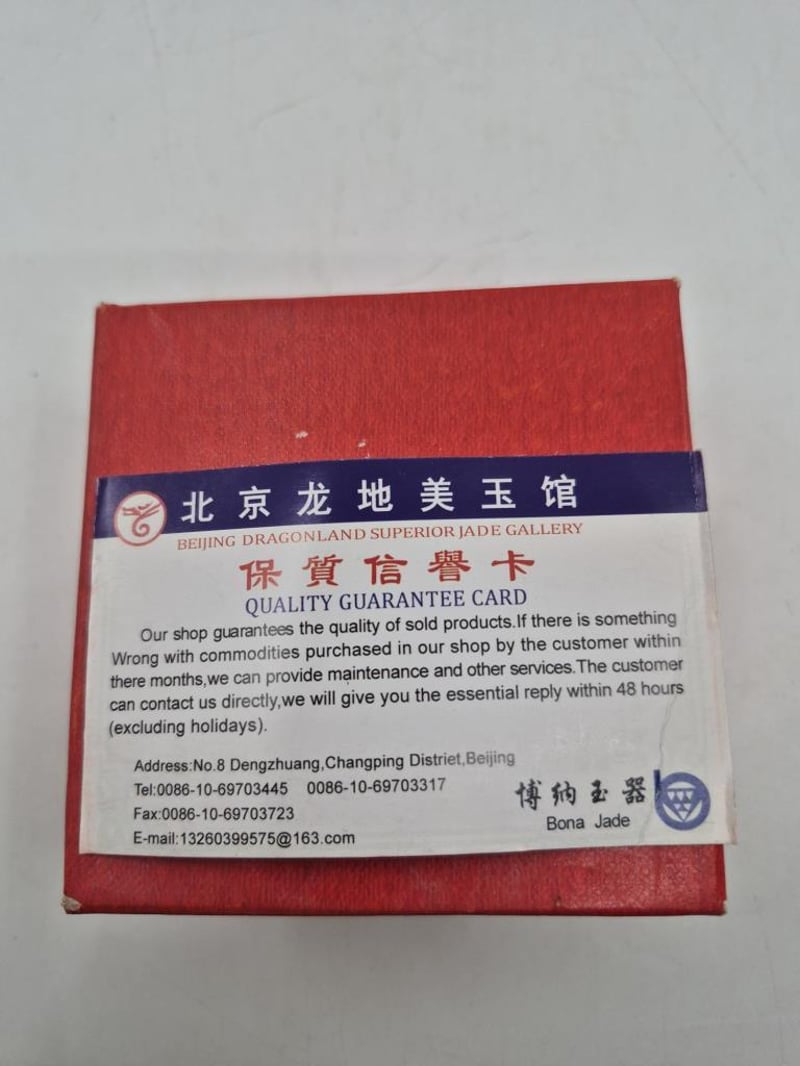 北京龙地美玉馆
BEIJING DRAGONLAND SUPERIOR JADE GALLERY
保質信譽卡
QUALITY GUARANTEE CARD
Our shop guarantees the quality of sold products.If there is something
Wrong with commodities purchased in our shop by the customer within
there months,we can provide maintenance and other services.The customer
can contact us directly,we will give you the essential reply within 48 hours
(excluding holidays).
Address:No.8 Dengzhuang,Changping Distriet,Beijing
Tel:0086-10-69703445 0086-10-69703317
Fax:0086-10-69703723
E-mail:13260399575@163.com
博纳玉器
Bona Jade